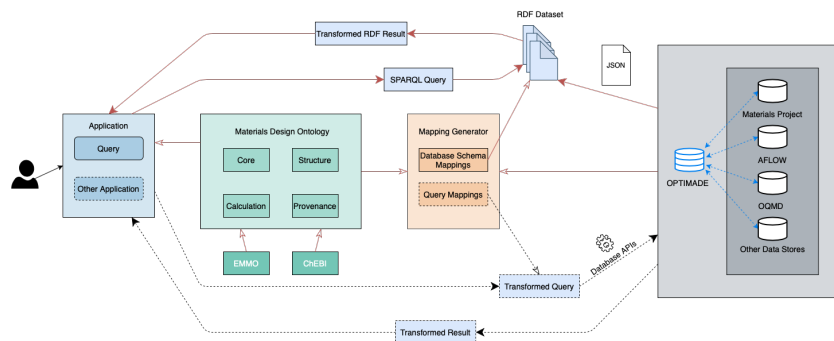 RDF Dataset
Transformed RDF Result
JSON
SPARQL Query
Application
Query
Other Application
Materials Design Ontology
Core
Structure
Calculation
Provenance
EMMO
ChEBI
Mapping Generator
Database Schema
Mappings
Query Mappings
Materials Project
AFLOW
OPTIMADE
OQMD
Other Data Stores
Database APIs
Transformed Query
Transformed Result